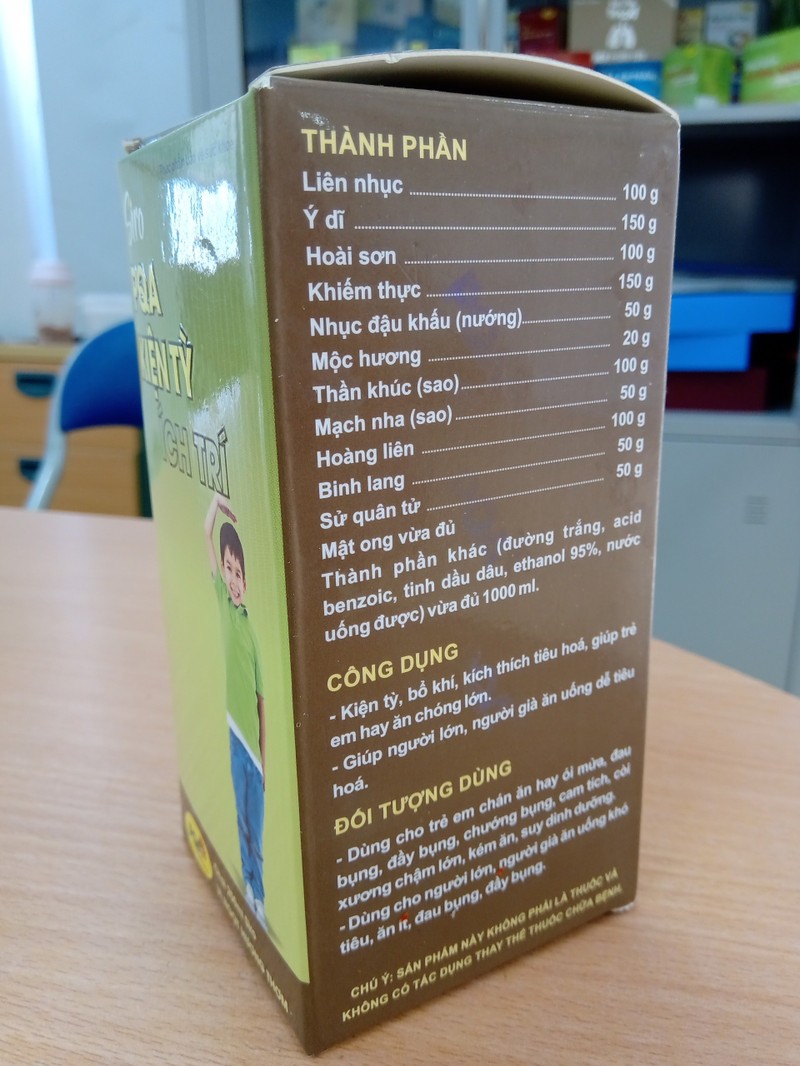 THÀNH PHẦN
Liên nhục 100 g
Ý dĩ 150 g
Hoài sơn 100 g
Khiếm thực 150 g
Nhục đậu khấu (nướng) 50 g
Mộc hương 20 g
Thần khúc (sao) 100 g
Mạch nha (sao) 50 g
Hoàng liên 100 g
Binh lang 50 g
Sử quân tử 50 g
Mật ong vừa đủ
Thành phần khác (đường trắng, acid
benzoic, tinh dầu dâu, ethanol 95%, nước
uống được) vừa đủ 1000 ml.
CÔNG DỤNG
- Kiện tỳ, bổ khí, kích thích tiêu hoá, giúp trẻ
em hay ăn chóng lớn.
- Giúp người lớn, người già ăn uống dễ tiêu
hoá.
ĐỐI TƯỢNG DÙNG
- Dùng cho trẻ em chán ăn hay ói mửa, đau
bụng, đầy bụng, chướng bụng, cam tích, còi
xương chậm lớn, kém ăn, suy dinh dưỡng.
- Dùng cho người lớn, người già ăn uống khó
tiêu, ăn ít, đau bụng, đầy bụng.
CHÚ Ý: SẢN PHẨM NÀY KHÔNG PHẢI LÀ THUỐC VÀ
KHÔNG CÓ TÁC DỤNG THAY THẾ THUỐC CHỮA BỆNH.
PQA
KIỆN TỲ
ÍCH TRÍ